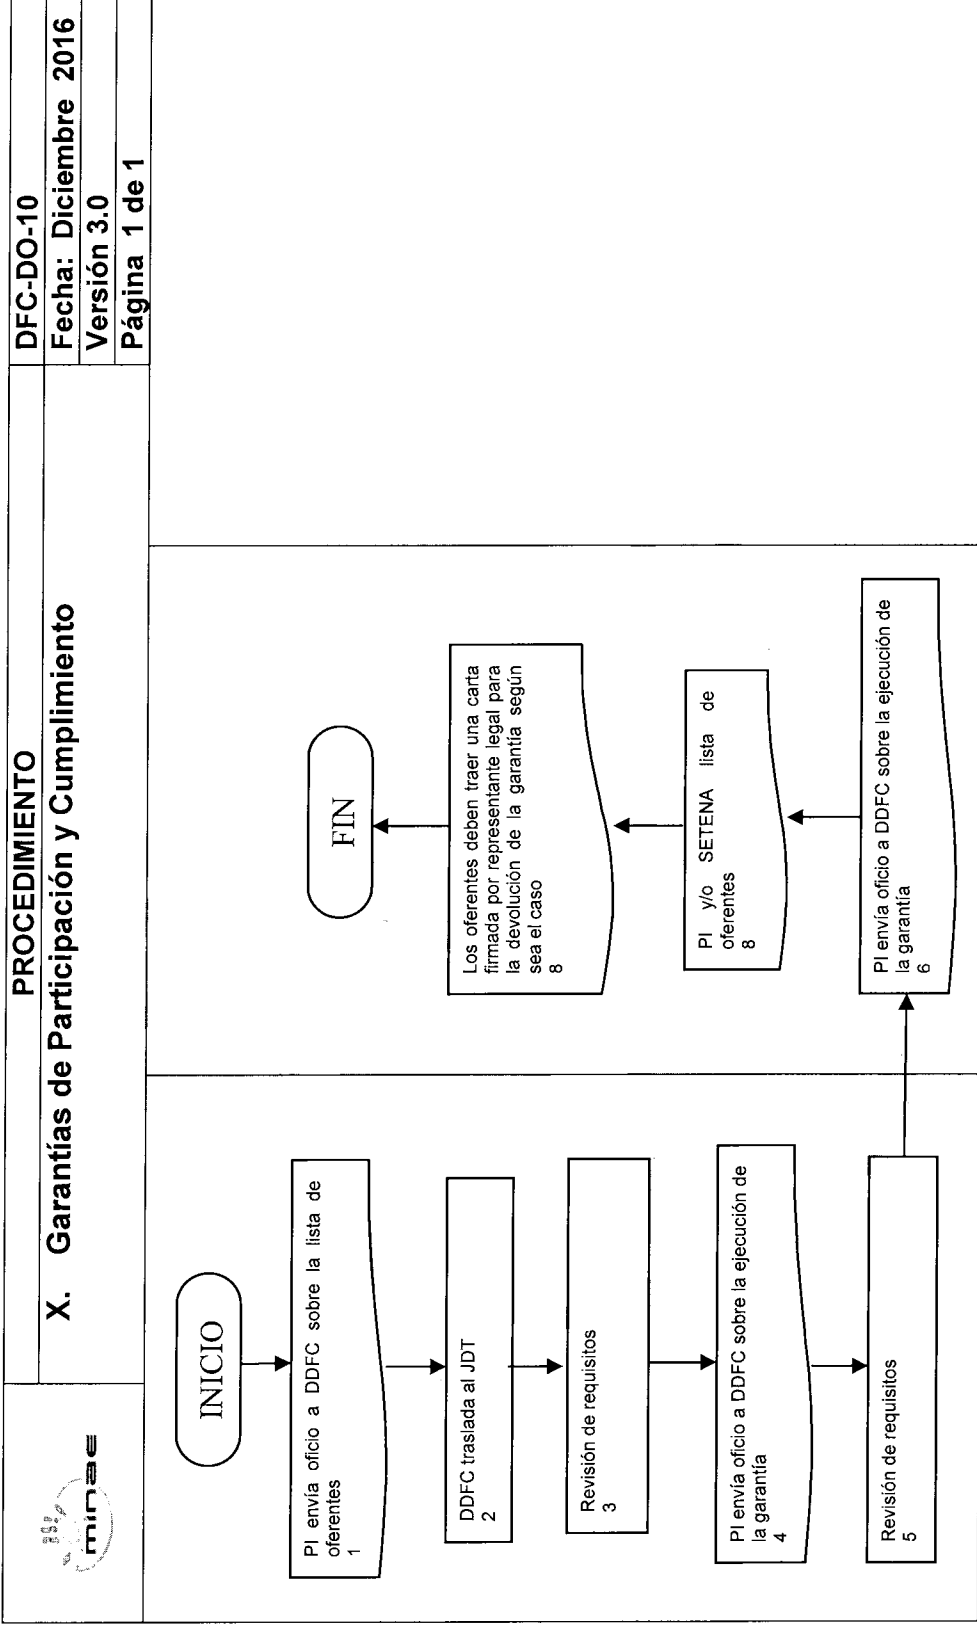 minae
PROCEDIMIENTO
X. Garantías de Participación y Cumplimiento
DFC-DO-10
Fecha: Diciembre 2016
Versión 3.0
Página 1 de 1
INICIO
PI envía oficio a DDFC sobre la lista de
oferentes
1
DDFC traslada al JDT
2
Revisión de requisitos
3
PI envía oficio a DDFC sobre la ejecución de
la garantía
4
Revisión de requisitos
5
PI envía oficio a DDFC sobre la ejecución de
la garantía
6
PI y/o SETENA lista de
oferentes
8
Los oferentes deben traer una carta
firmada por representante legal para
la devolución de la garantía según
sea el caso
8
FIN